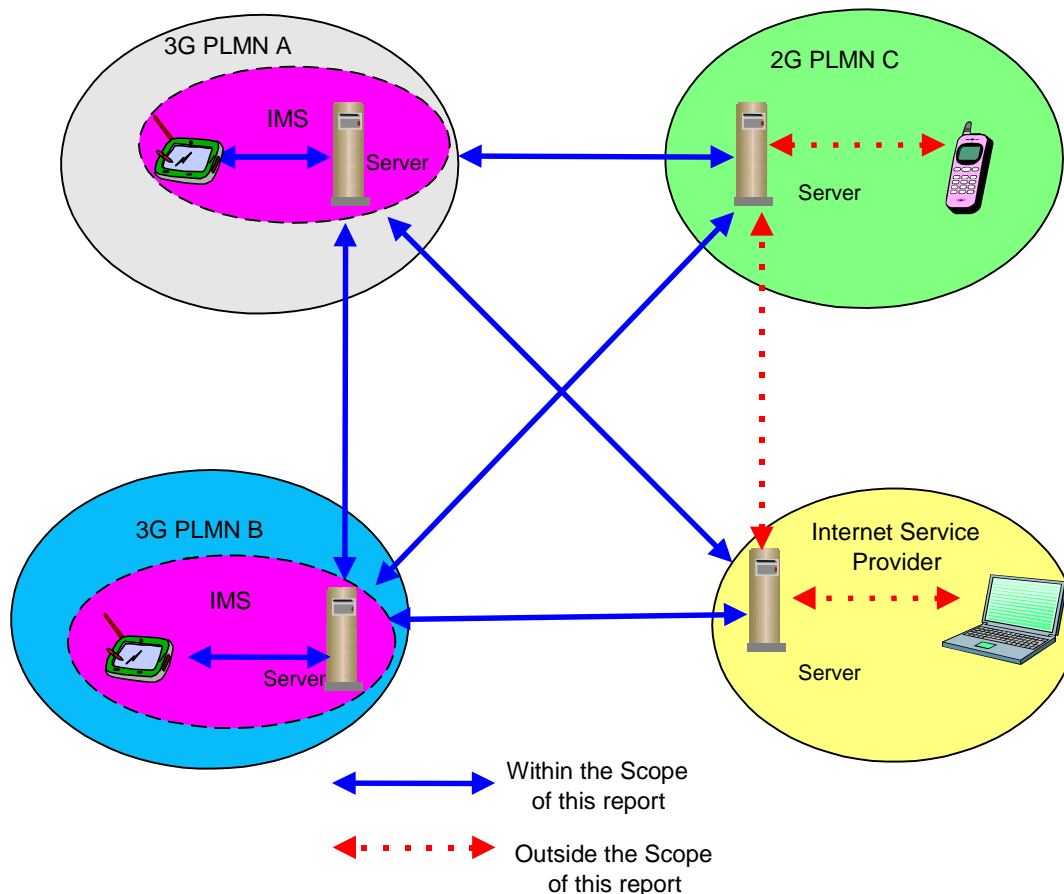 3G PLMN A
IMS
Server
2G PLMN C
Server
3G PLMN B
IMS
Server
Internet Service
Provider
Server
Within the Scope
of this report
Outside the Scope
of this report